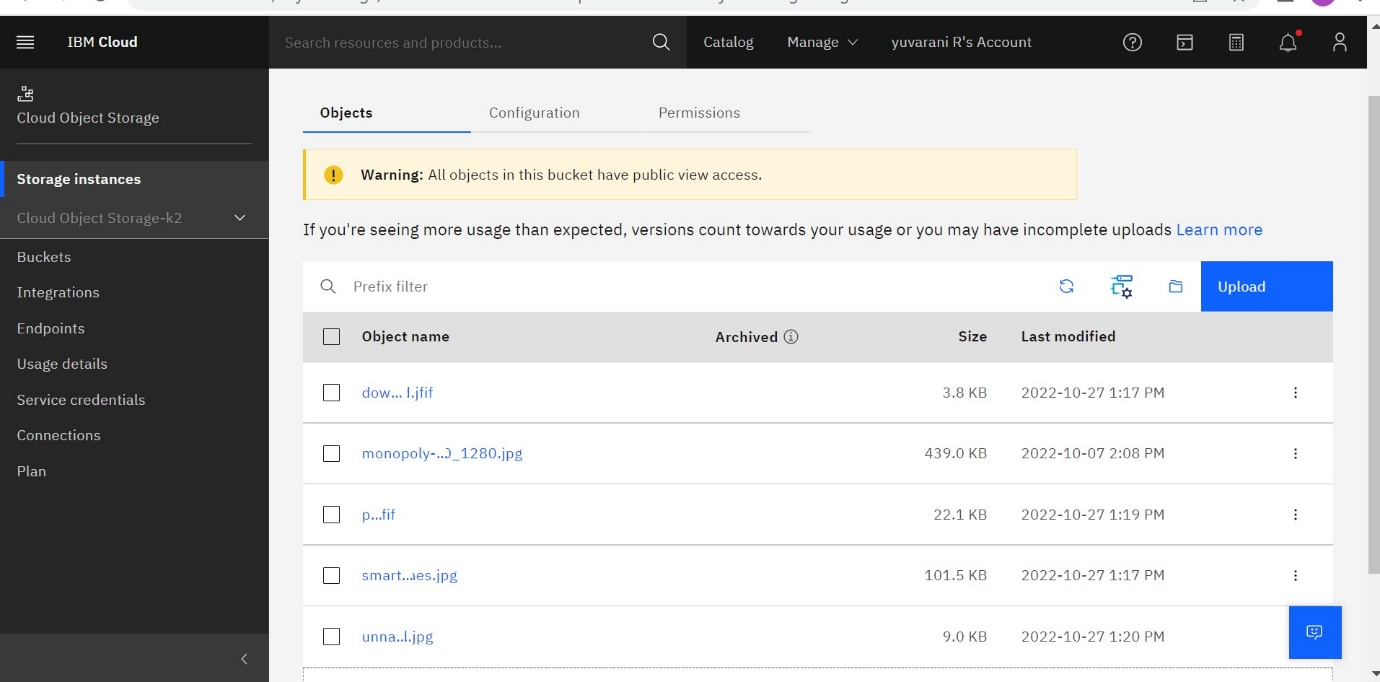 IBM Cloud
Search resources and products...
Catalog
Manage
yuvarani R's Account
Cloud Object Storage
Storage instances
Cloud Object Storage-k2
Buckets
Integrations
Endpoints
Usage details
Service credentials
Connections
Plan
Objects Configuration Permissions
Warning: All objects in this bucket have public view access.
If you're seeing more usage than expected, versions count towards your usage or you may have incomplete uploads Learn more
Prefix filter
Upload
Object name Archived Size Last modified
dow... .jfif 3.8 KB 2022-10-27 1:17 PM
monopoly-.. _1280.jpg 439.0 KB 2022-10-07 2:08 PM
p...fif 22.1 KB 2022-10-27 1:19 PM
smart.. es.jpg 101.5 KB 2022-10-27 1:17 PM
unna..l.jpg 9.0 KB 2022-10-27 1:20 PM